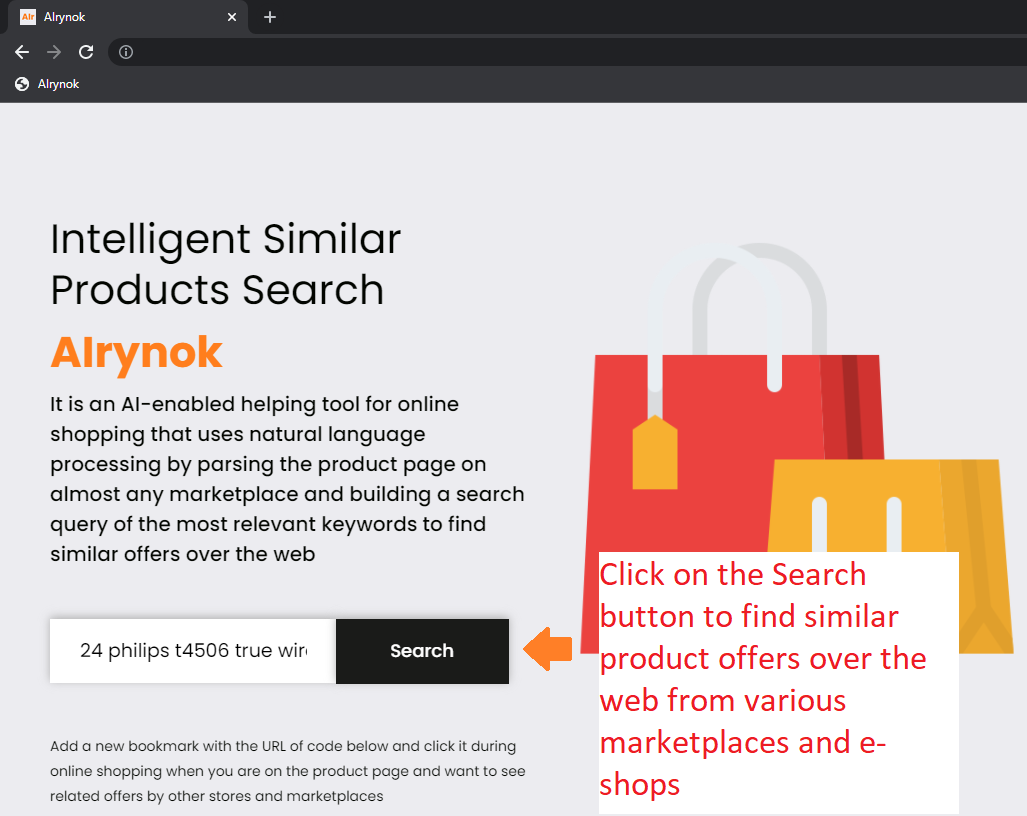 AIr
AIrynok
AIrynok
Intelligent Similar
Products Search
AIrynok
It is an AI-enabled helping tool for online
shopping that uses natural language
processing by parsing the product page on
almost any marketplace and building a search
query of the most relevant keywords to find
similar offers over the web
24 philips t4506 true wir
Search
Click on the Search
button to find similar
product offers over the
web from various
marketplaces and e-
shops
Add a new bookmark with the URL of code below and click it during
online shopping when you are on the product page and want to see
related offers by other stores and marketplaces